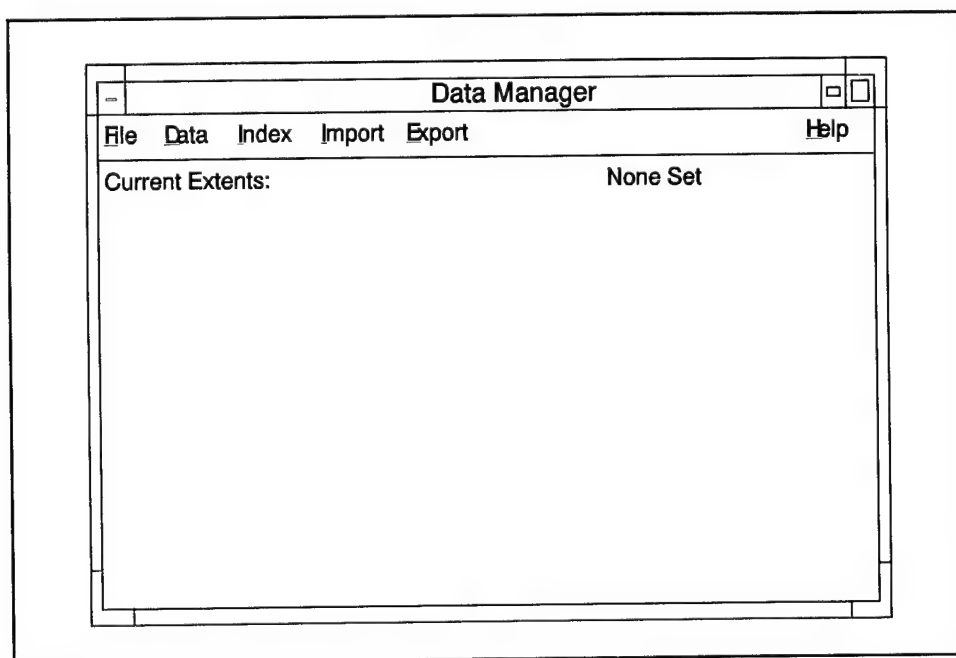 Data Manager
File Data Index Import Export Help
Current Extents: None Set